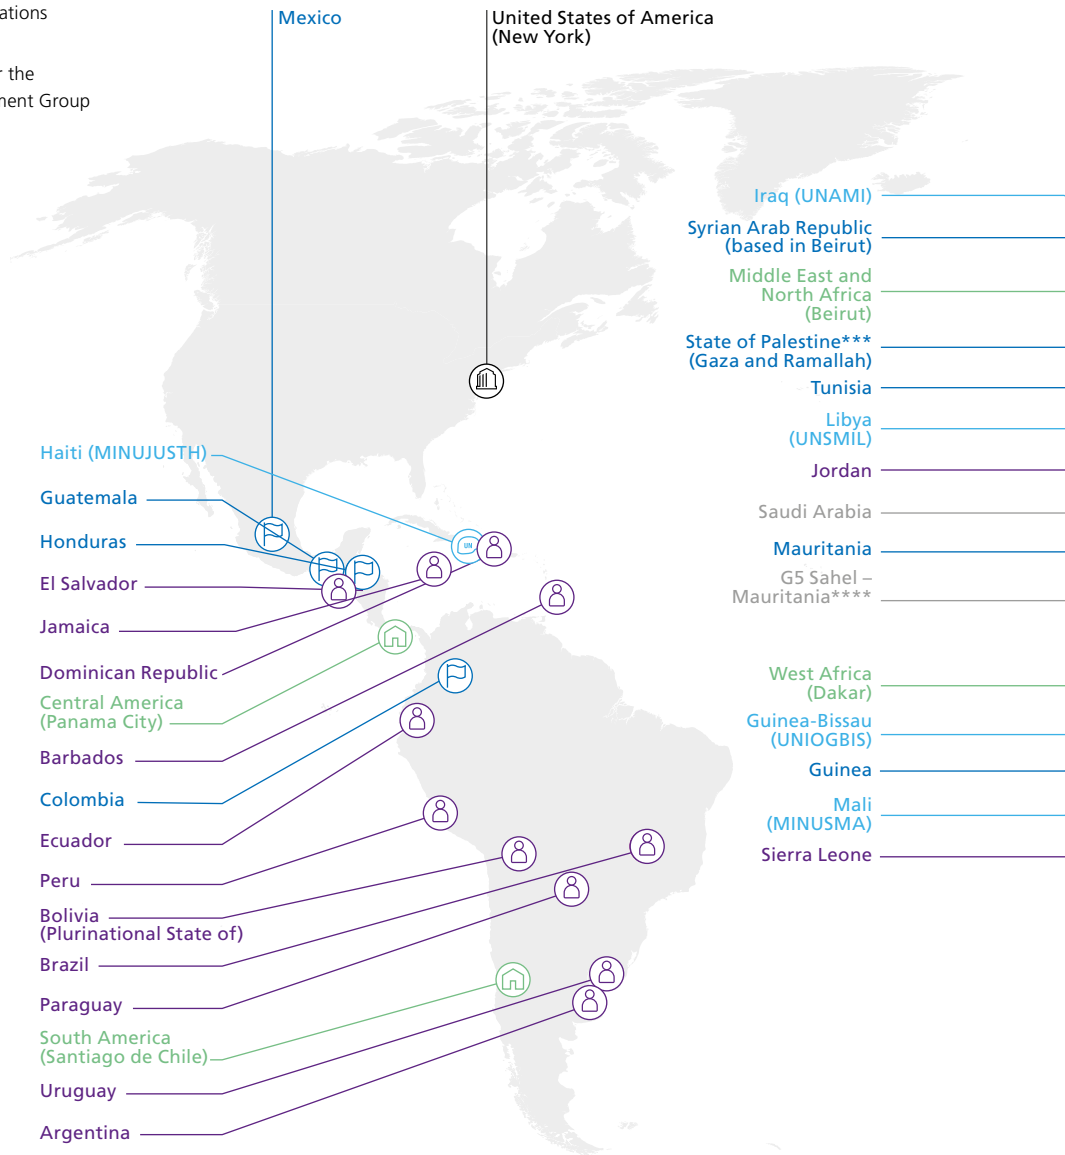 ations
r the
nent Group
Mexico
United States of America
(New York)
Haiti (MINUJUSTH)
Guatemala
Honduras
El Salvador
Jamaica
Dominican Republic
Central America
(Panama City)
Barbados
Colombia
Ecuador
Peru
Bolivia
(Plurinational State of)
Brazil
Paraguay
South America
(Santiago de Chile)
Uruguay
Argentina
UN
Iraq (UNAMI)
Syrian Arab Republic
(based in Beirut)
Middle East and
North Africa
(Beirut)
State of Palestine***
(Gaza and Ramallah)
Tunisia
Libya
(UNSMIL)
Jordan
Saudi Arabia
Mauritania
G5 Sahel –
Mauritania****
West Africa
(Dakar)
Guinea-Bissau
(UNIOGBIS)
Guinea
Mali
(MINUSMA)
Sierra Leone